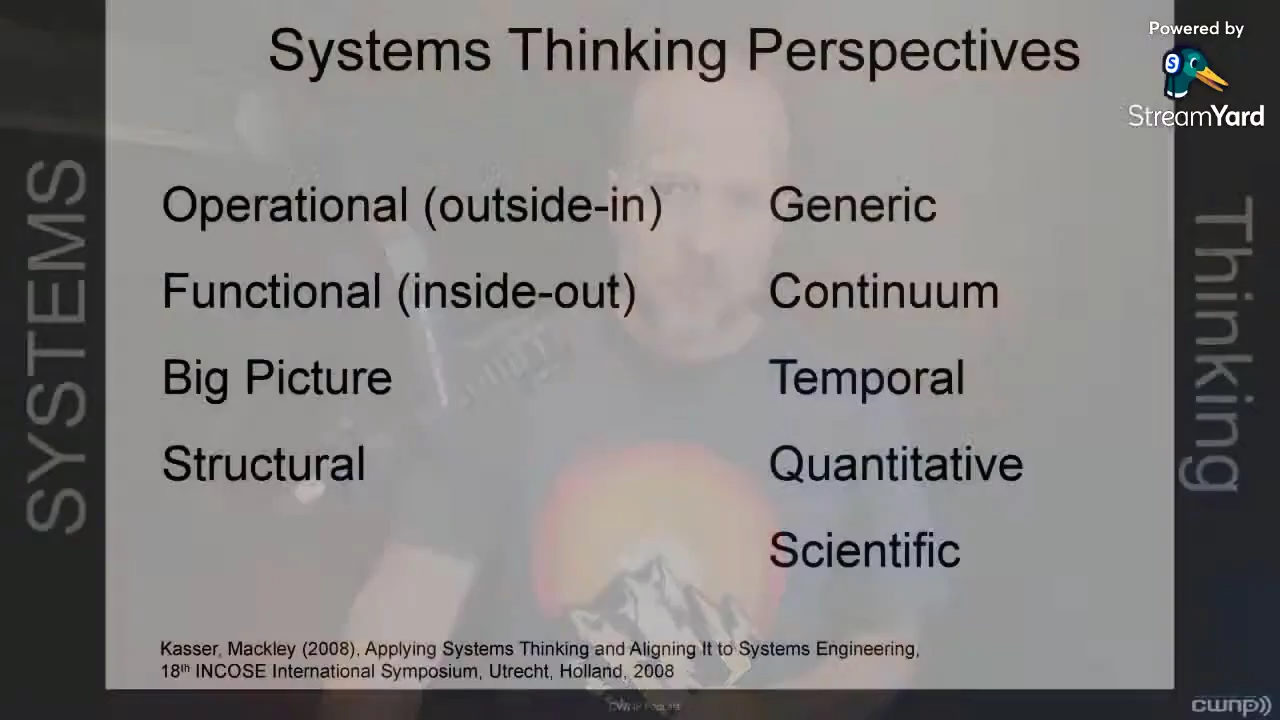 Systems Thinking Perspectives
Powered by
StreamYard
SYSTEMS
Thinking
Operational (outside-in)
Functional (inside-out)
Big Picture
Structural
Generic
Continuum
Temporal
Quantitative
Scientific
Kasser, Mackley (2008), Applying Systems Thinking and Aligning It to Systems Engineering,
18th INCOSE International Symposium, Utrecht, Holland, 2008
CWNP Podcast
cwnp